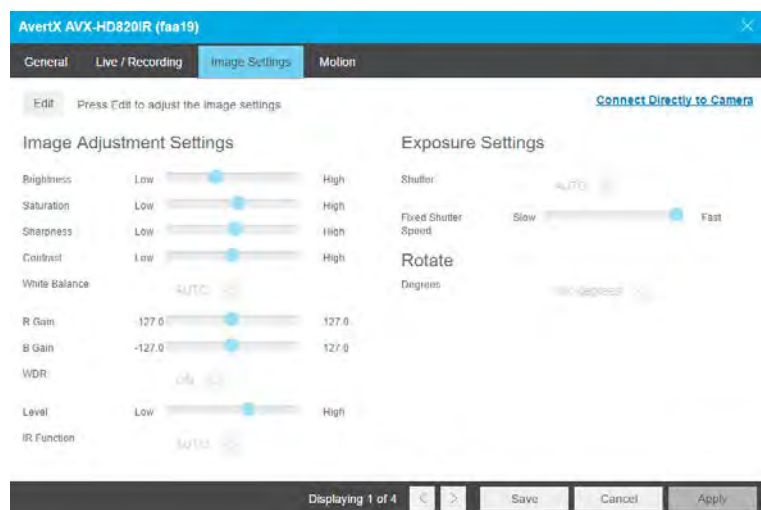 AvertX AVX-HD820IR (faa19)
General Live / Recording Image Settings Motion
Edit Press Edit to adjust the image settings
Connect Directly to Camera
Image Adjustment Settings
Brightness Low High
Saturation Low High
Sharpness Low High
Contrast Low High
White Balance AUTO
R Gain -127.0 127.0
B Gain -127.0 127.0
WDR ON
Level Low High
IR Function AUTO
Exposure Settings
Shutter AUTO
Fixed Shutter Speed Slow Fast
Rotate
Degrees degrees
Displaying 1 of 4 < > Save Cancel Apply